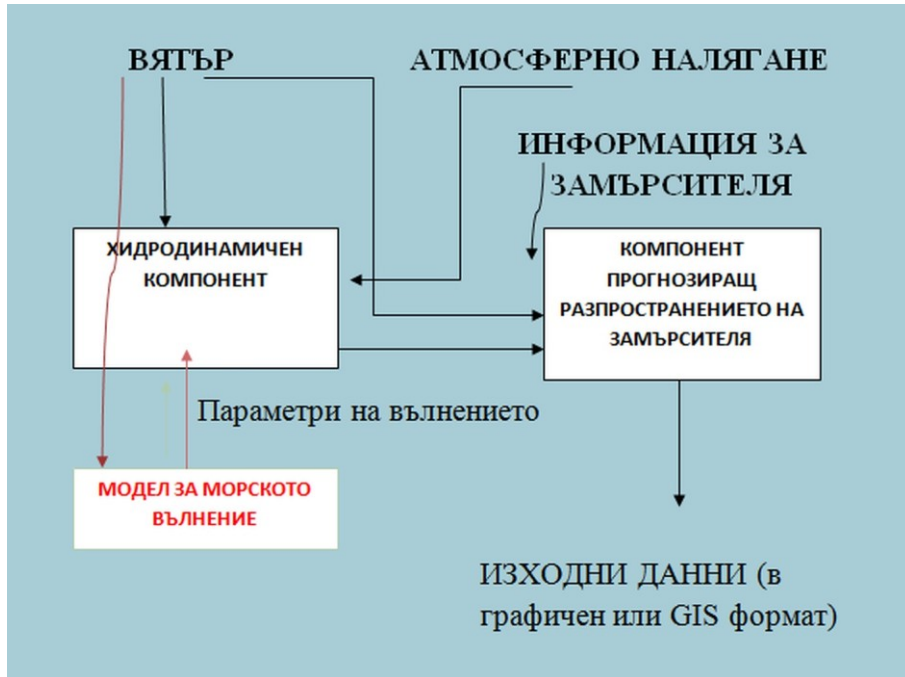 ВЯТЪР
АТМОСФЕРНО НАЛЯГАНЕ
ИНФОРМАЦИЯ ЗА
ЗАМЪРСИТЕЛЯ
ХИДРОДИНАМИЧЕН
КОМПОНЕНТ
КОМПОНЕНТ
ПРОГНОЗИРАЩ
РАЗПРОСТРАНЕНИЕТО НА
ЗАМЪРСИТЕЛЯ
Параметри на вълнението
МОДЕЛ ЗА МОРСКОТО
ВЪЛНЕНИЕ
ИЗХОДНИ ДАННИ (в
графичен или GIS формат)